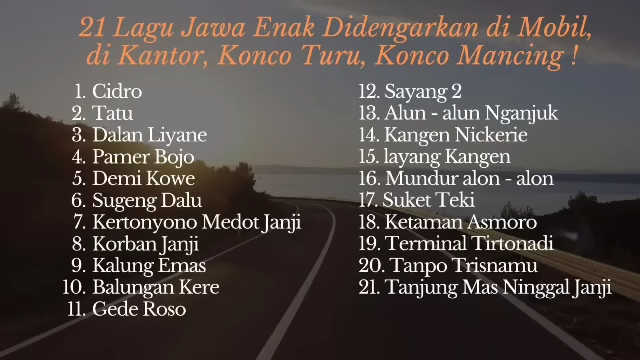 21 Lagu Jawa Enak Didengarkan di Mobil,
di Kantor, Konco Turu, Konco Mancing !
1. Cidro
2. Tatu
3. Dalan Liyane
4. Pamer Bojo
5. Demi Kowe
6. Sugeng Dalu
7. Kertonyono Medot Janji
8. Korban Janji
9. Kalung Emas
10. Balungan Kere
11. Gede Roso
12. Sayang 2
13. Alun - alun Nganjuk
14. Kangen Nickerie
15. layang Kangen
16. Mundur alon - alon
17. Suket Teki
18. Ketaman Asmoro
19. Terminal Tirtonadi
20. Tanpo Trisnamu
21. Tanjung Mas Ninggal Janji